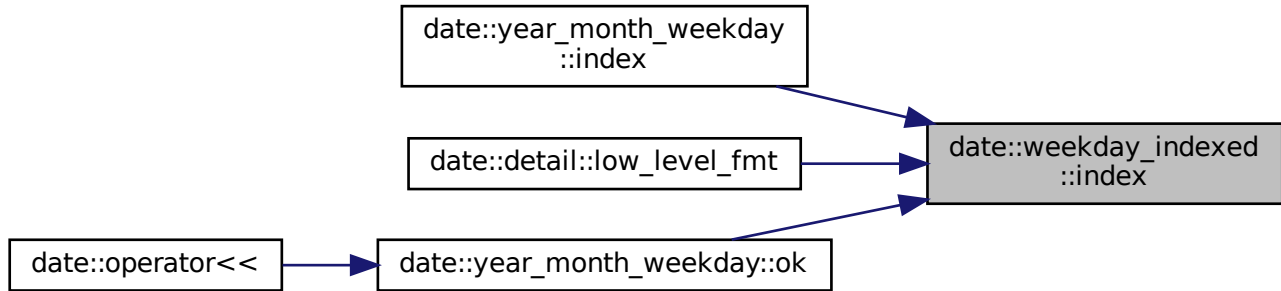 date::year_month_weekday
::index
date::detail::low_level_fmt
date::weekday_indexed
::index
date::operator<<
date::year_month_weekday::ok